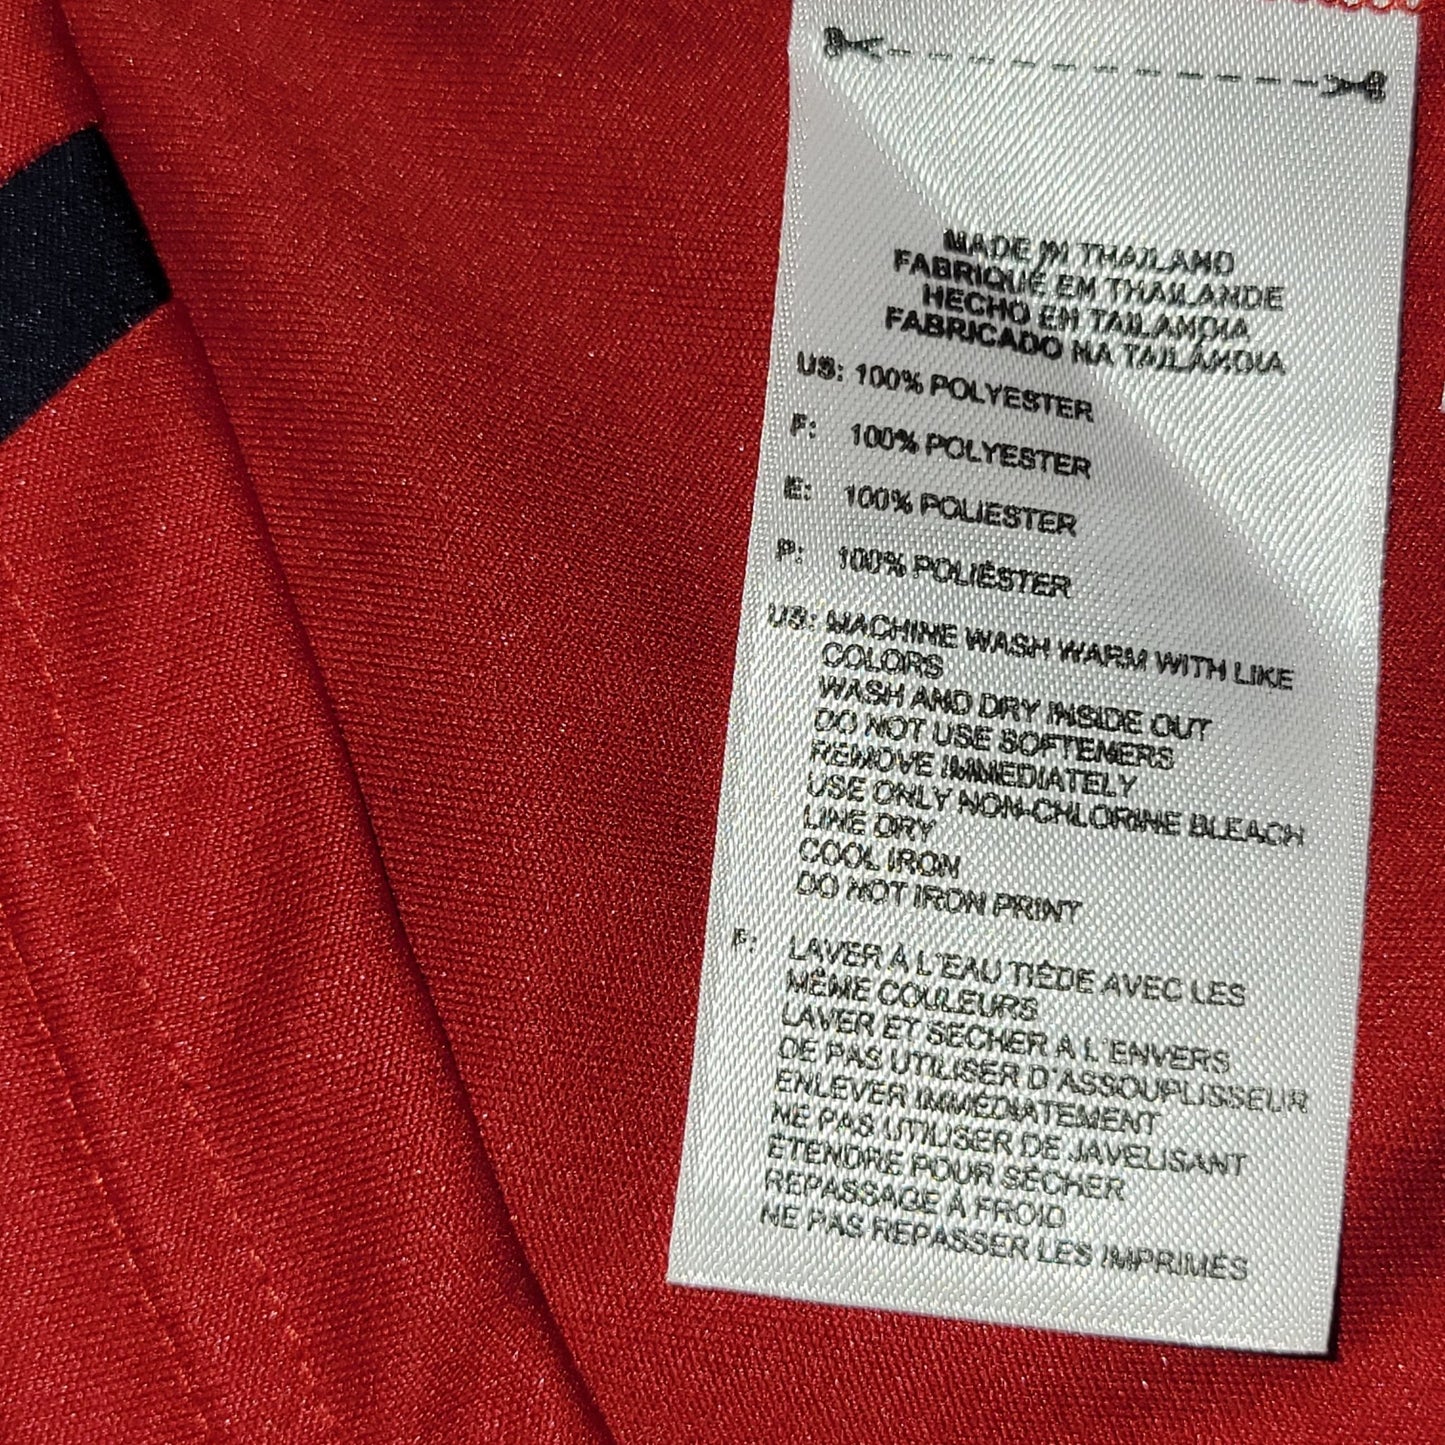 MADE IN THAILAND
FABRIQUÉ EM THAILANDE
HECHO EN TAILANDIA
FABRICADO NA TAILÂNDIA
US: 100% POLYESTER
F: 100% POLYESTER
E: 100% POLIESTER
P: 100% POLIÉSTER
US: MACHINE WASH WARM WITH LIKE
COLORS
WASH AND DRY INSIDE OUT
DO NOT USE SOFTEMERS
REMOVE IMMEDIATELY
USE ONLY NON-CHLORINE BLEACH
LINE DRY
COOL IRON
DO NOT IRON PRINT
F: LAVER À L'EAU TIÈDE AVEC LES
MÊME COULEURS
LAVER ET SÉCHER A L'ENVERS
DE PAS UTILISER D'ASSOUPLISSEUR
ENLEVER IMMÉDIATEMENT
NE PAS UTILISER DE JAVELISANT
ÉTENDRE POUR SÉCHER
REPASSAGE À FROID
NE PAS REPASSER LES IMPRIMÉS